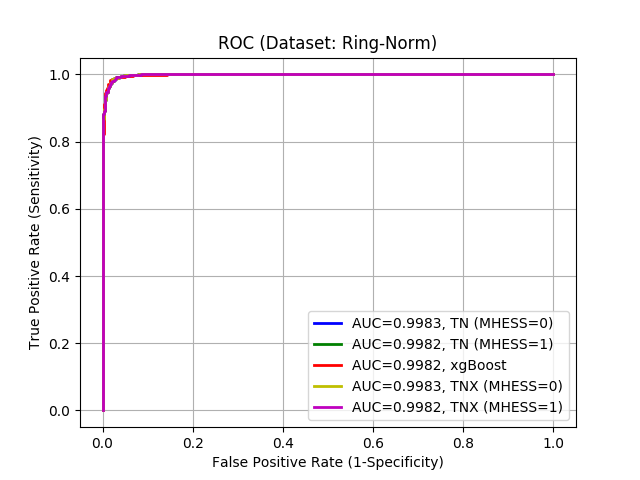 ROC (Dataset: Ring-Norm)
1.0
0.8
0.6
0.4
0.2
0.0
True Positive Rate (Sensitivity)
AUC=0.9983, TN (MHESS=0)
AUC=0.9982, TN (MHESS=1)
AUC=0.9982, xgBoost
AUC=0.9983, TNX (MHESS=0)
AUC=0.9982, TNX (MHESS=1)
0.0 0.2 0.4 0.6 0.8 1.0
False Positive Rate (1-Specificity)